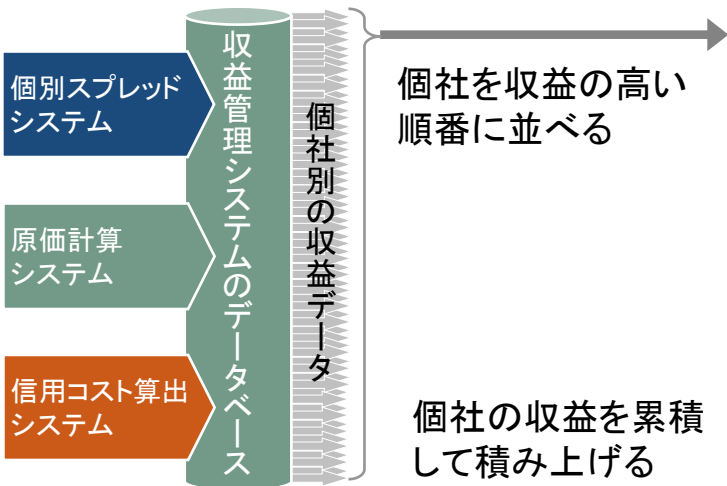 個別スプレッド
システム
原価計算
システム
信用コスト算出
システム
収益管理システムのデータベース
個社別の収益データ
個社を収益の高い
順番に並べる
個社の収益を累積
して積み上げる